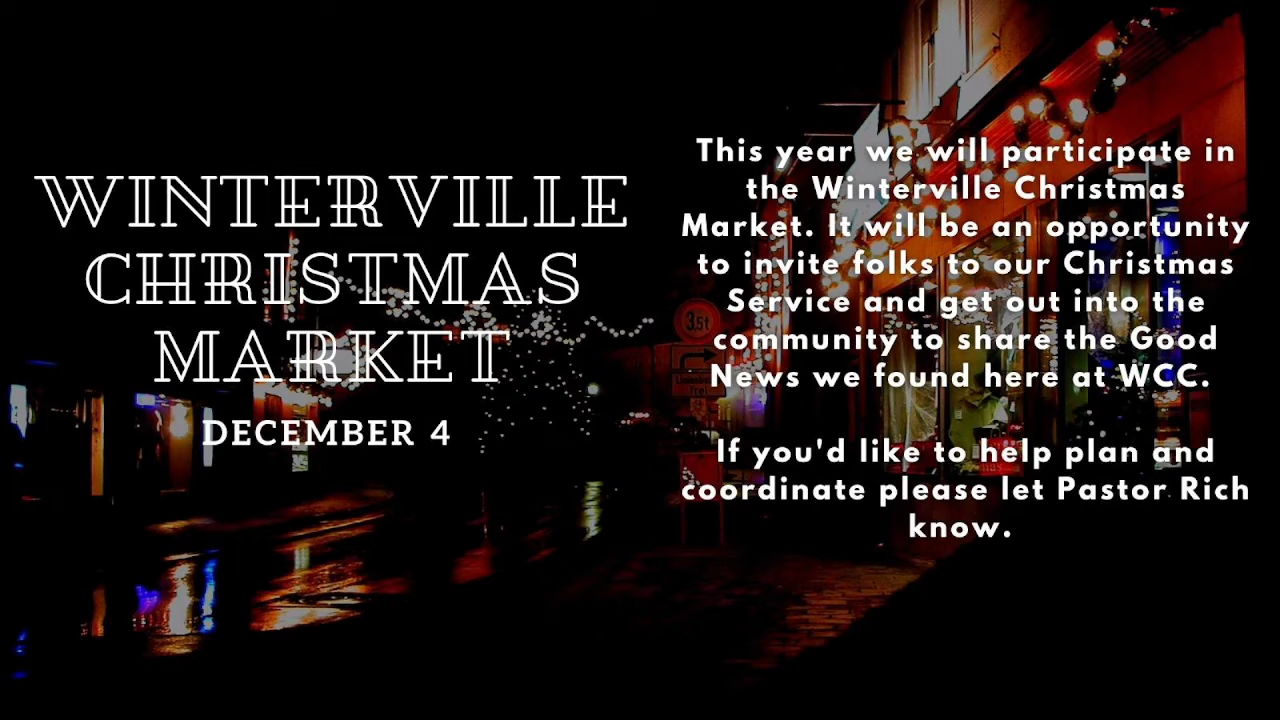 WINTERVILLE
CHRISTMAS
MARKET
DECEMBER 4
This year we will participate in
the Winterville Christmas
Market. It will be an opportunity
to invite folks to our Christmas
Service and get out into the
community to share the Good
News we found here at WCC.
If you'd like to help plan and
coordinate please let Pastor Rich
know.
3,5t